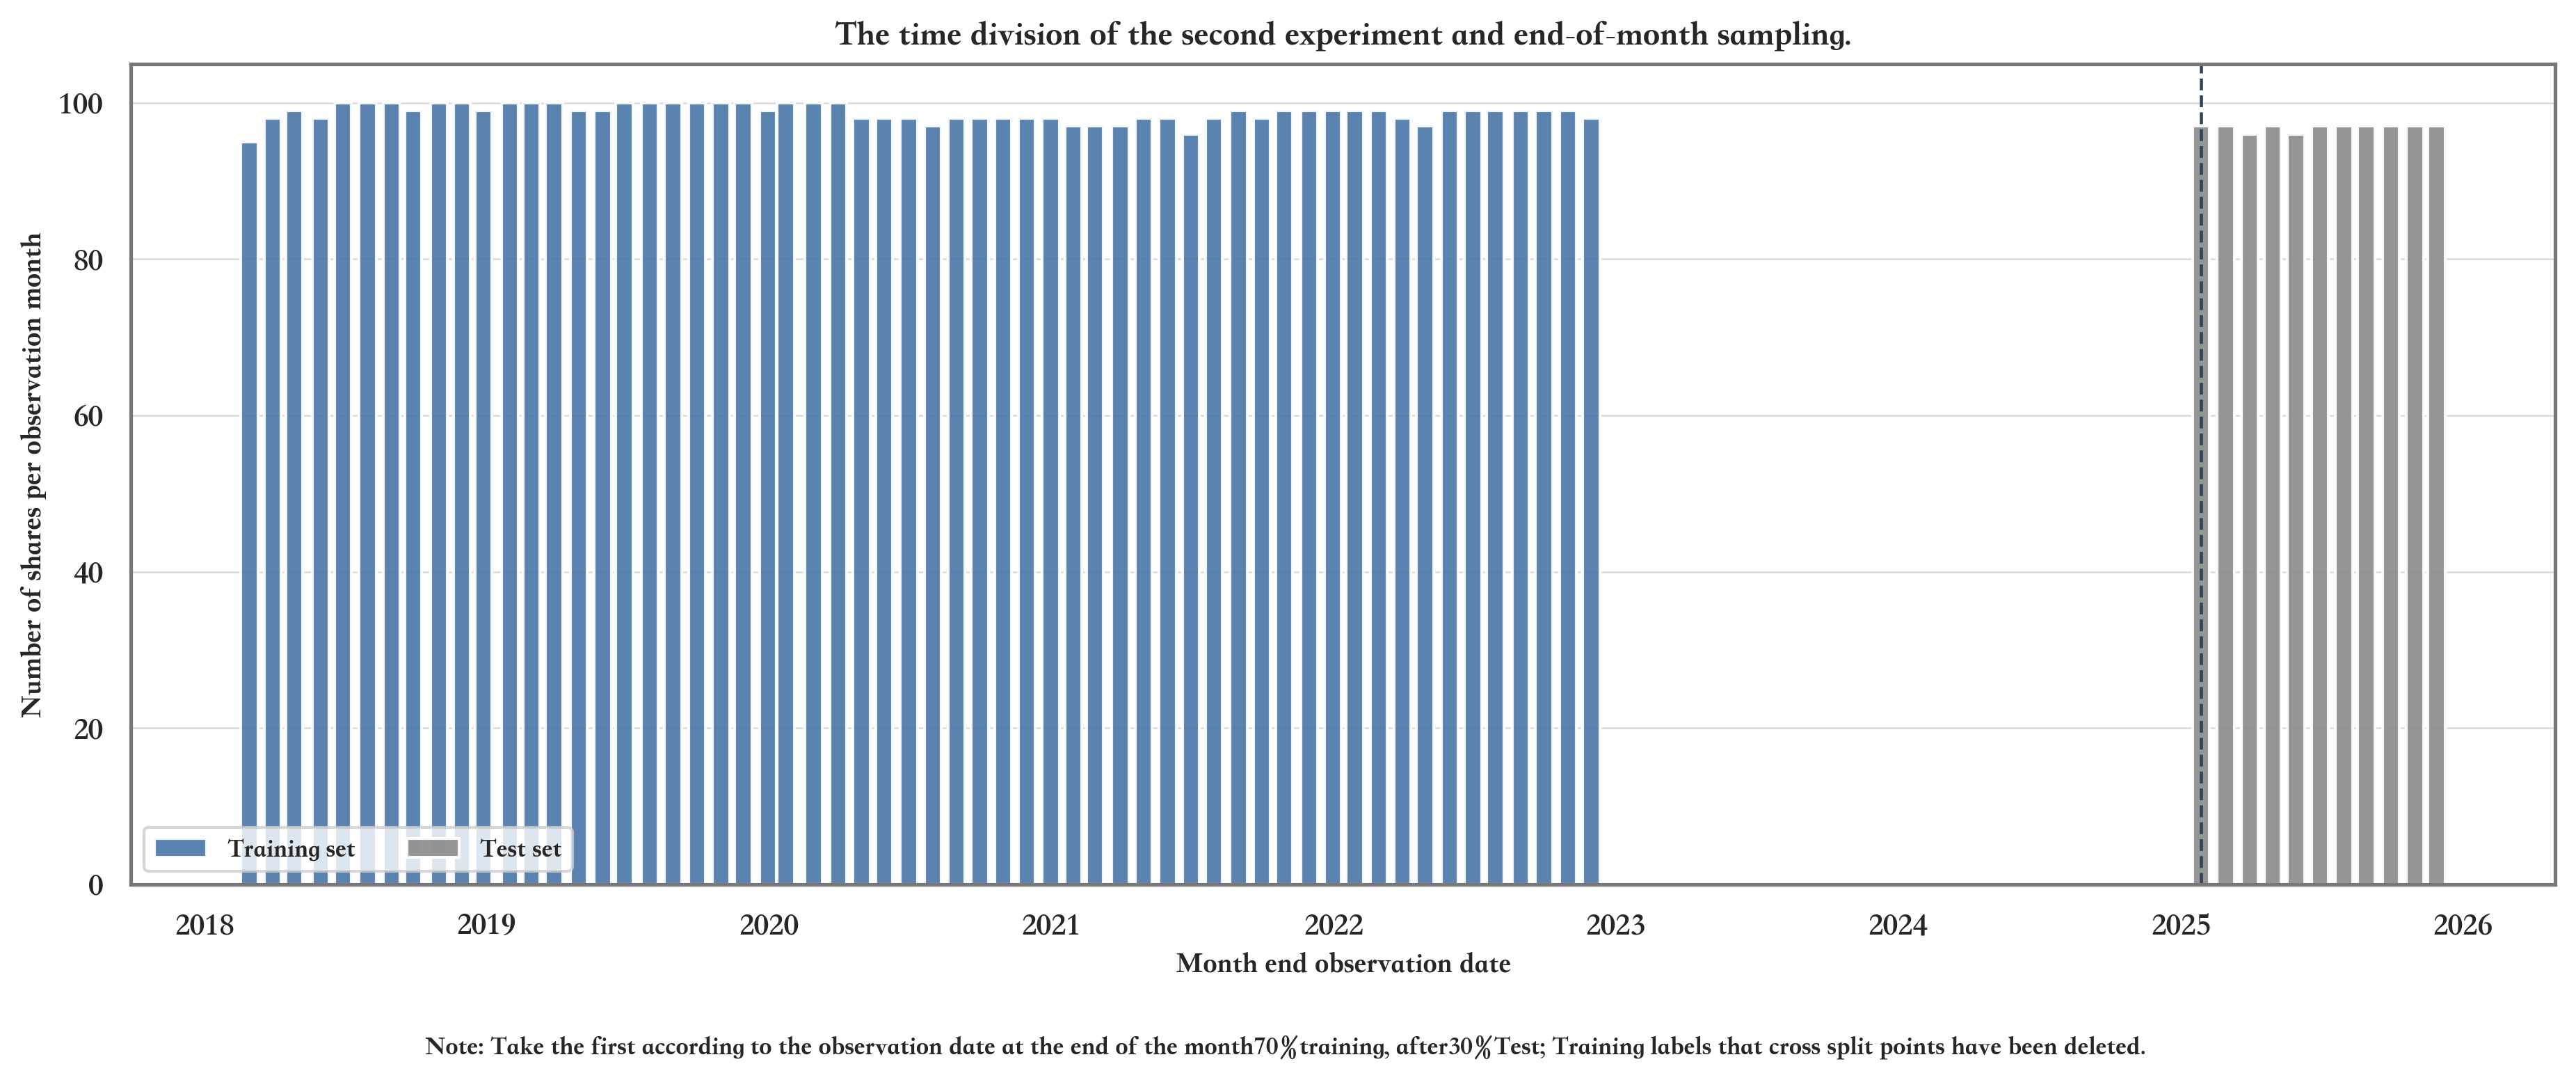 The time division of the second experiment and end-of-month sampling.
Number of shares per observation month
100
80
60
40
20
0
Training set
Test set
2018
2019
2020
2021
2022
2023
2024
2025
2026
Month end observation date
Note: Take the first according to the observation date at the end of the month70%training, after30%Test; Training labels that cross split points have been deleted.